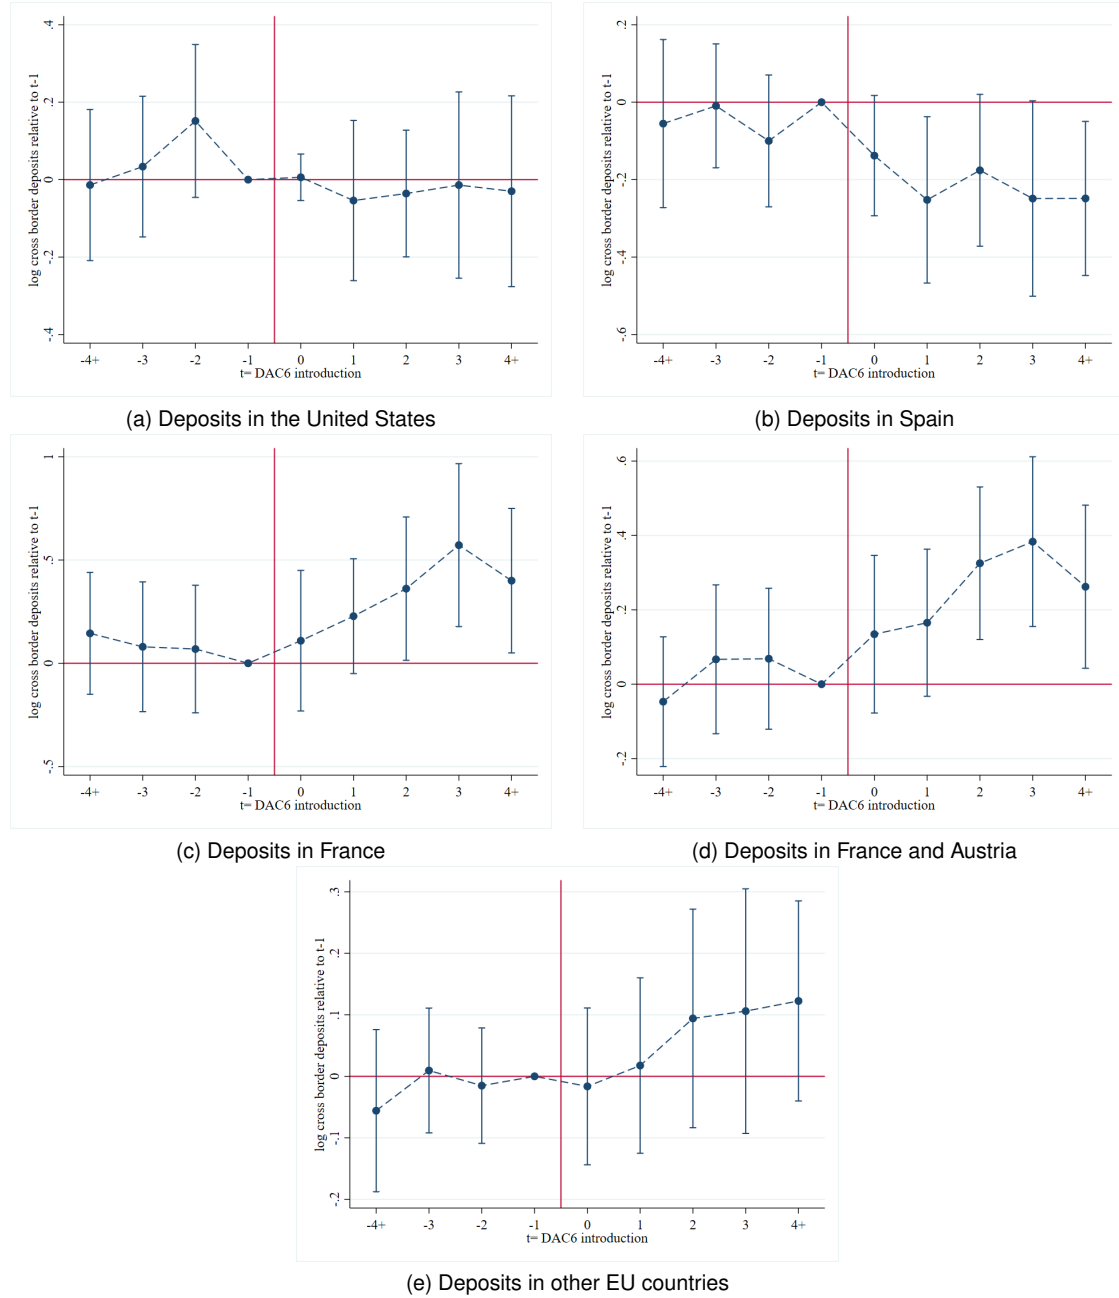 log cross border deposits relative to t-1
.4
.2
0
-.2
-.4
-4+ -3 -2 -1 0 1 2 3 4+
t= DAC6 introduction
(a) Deposits in the United States
log cross border deposits relative to t-1
.2
0
-.2
-.4
-.6
-4+ -3 -2 -1 0 1 2 3 4+
t= DAC6 introduction
(b) Deposits in Spain
log cross border deposits relative to t-1
1
.5
0
-.5
-4+ -3 -2 -1 0 1 2 3 4+
t= DAC6 introduction
(c) Deposits in France
log cross border deposits relative to t-1
.6
.4
.2
0
-.2
-4+ -3 -2 -1 0 1 2 3 4+
t= DAC6 introduction
(d) Deposits in France and Austria
log cross border deposits relative to t-1
.3
.2
.1
0
-.1
-.2
-4+ -3 -2 -1 0 1 2 3 4+
t= DAC6 introduction
(e) Deposits in other EU countries